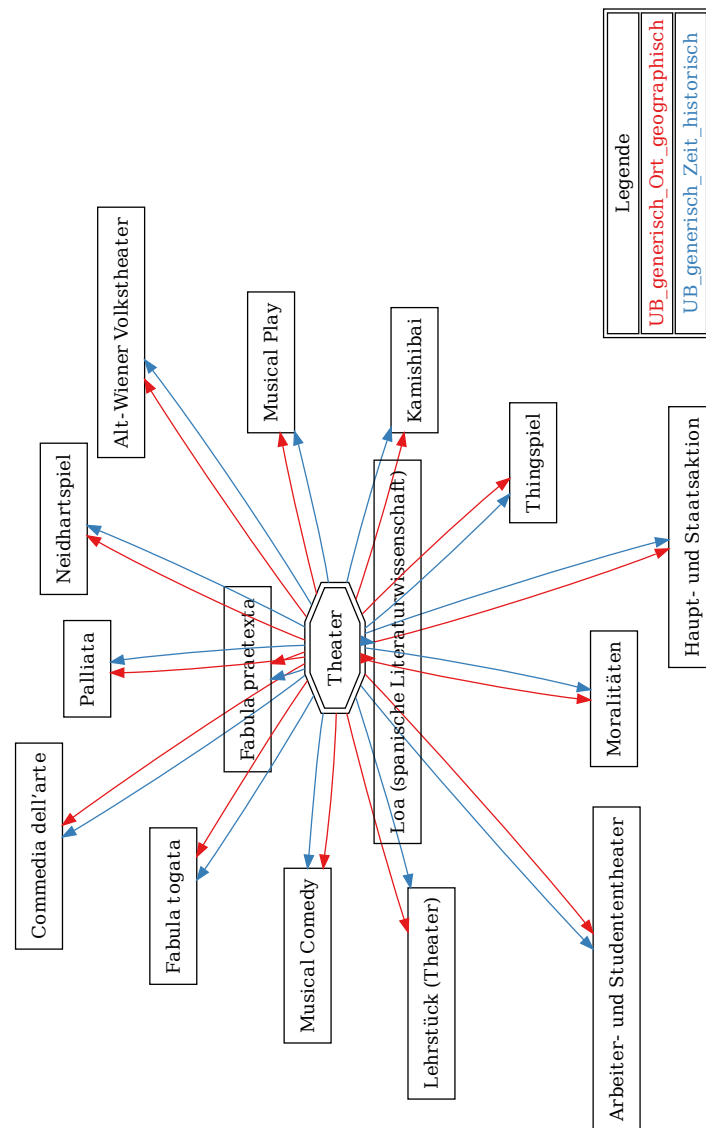 Commedia dell'arte
Fabula togata
Palliata
Neidhartspiel
Alt-Wiener Volkstheater
Fabula praetexta
Musical Comedy
Musical Play
Theater
Lehrstück (Theater)
Loa (spanische Literaturwissenschaft)
Kamishibai
Thingspiel
Arbeiter- und Studententheater
Moralitäten
Haupt- und Staatsaktion
Legende
UB_generisch_Ort_geographisch
UB_generisch_Zeit_historisch